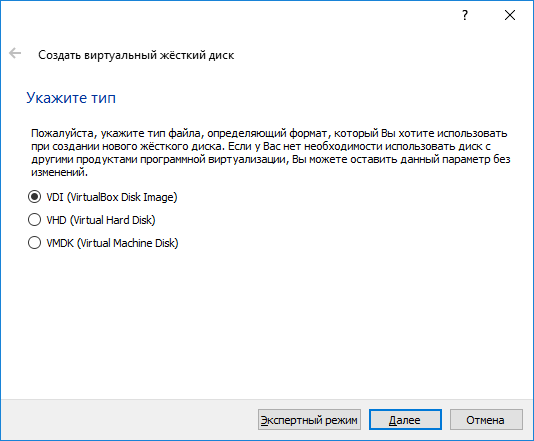 ?
Создать виртуальный жёсткий диск
Укажите тип
Пожалуйста, укажите тип файла, определяющий формат, который Вы хотите использовать
при создании нового жёсткого диска. Если у Вас нет необходимости использовать диск с
другими продуктами программной виртуализации, Вы можете оставить данный параметр без
изменений.
VDI (VirtualBox Disk Image)
VHD (Virtual Hard Disk)
VMDK (Virtual Machine Disk)
Экспертный режим
Далее
Отмена